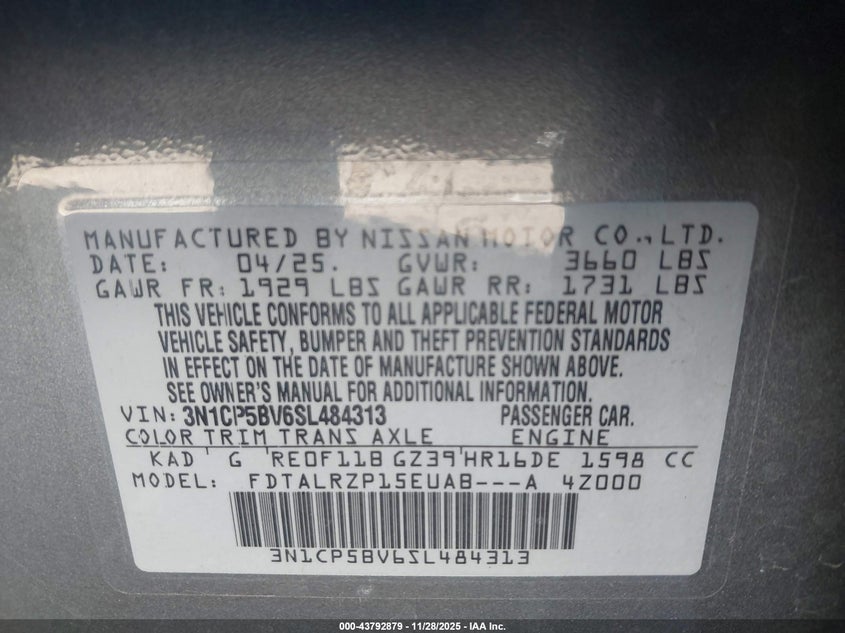 MANUFACTURED BY NISSAN MOTOR CO., LTD.
DATE: 04/25. GVWR: 3660 LBS
GAWR FR: 1929 LBS GAWR RR: 1731 LBS
THIS VEHICLE CONFORMS TO ALL APPLICABLE FEDERAL MOTOR
VEHICLE SAFETY, BUMPER AND THEFT PREVENTION STANDARDS
IN EFFECT ON THE DATE OF MANUFACTURE SHOWN ABOVE.
SEE OWNER'S MANUAL FOR ADDITIONAL INFORMATION.
VIN: 3N1CP5BV6SL484313 PASSENGER CAR.
COLOR TRIM TRANS AXLE ENGINE
KAD G RE0F11B GZ39 HR16DE 1598 CC
MODEL: FDTALRZP15EUAB---A 4Z000
3N1CP5BV6SL484313
000-43792879 - 11/28/2025 - IAA Inc.